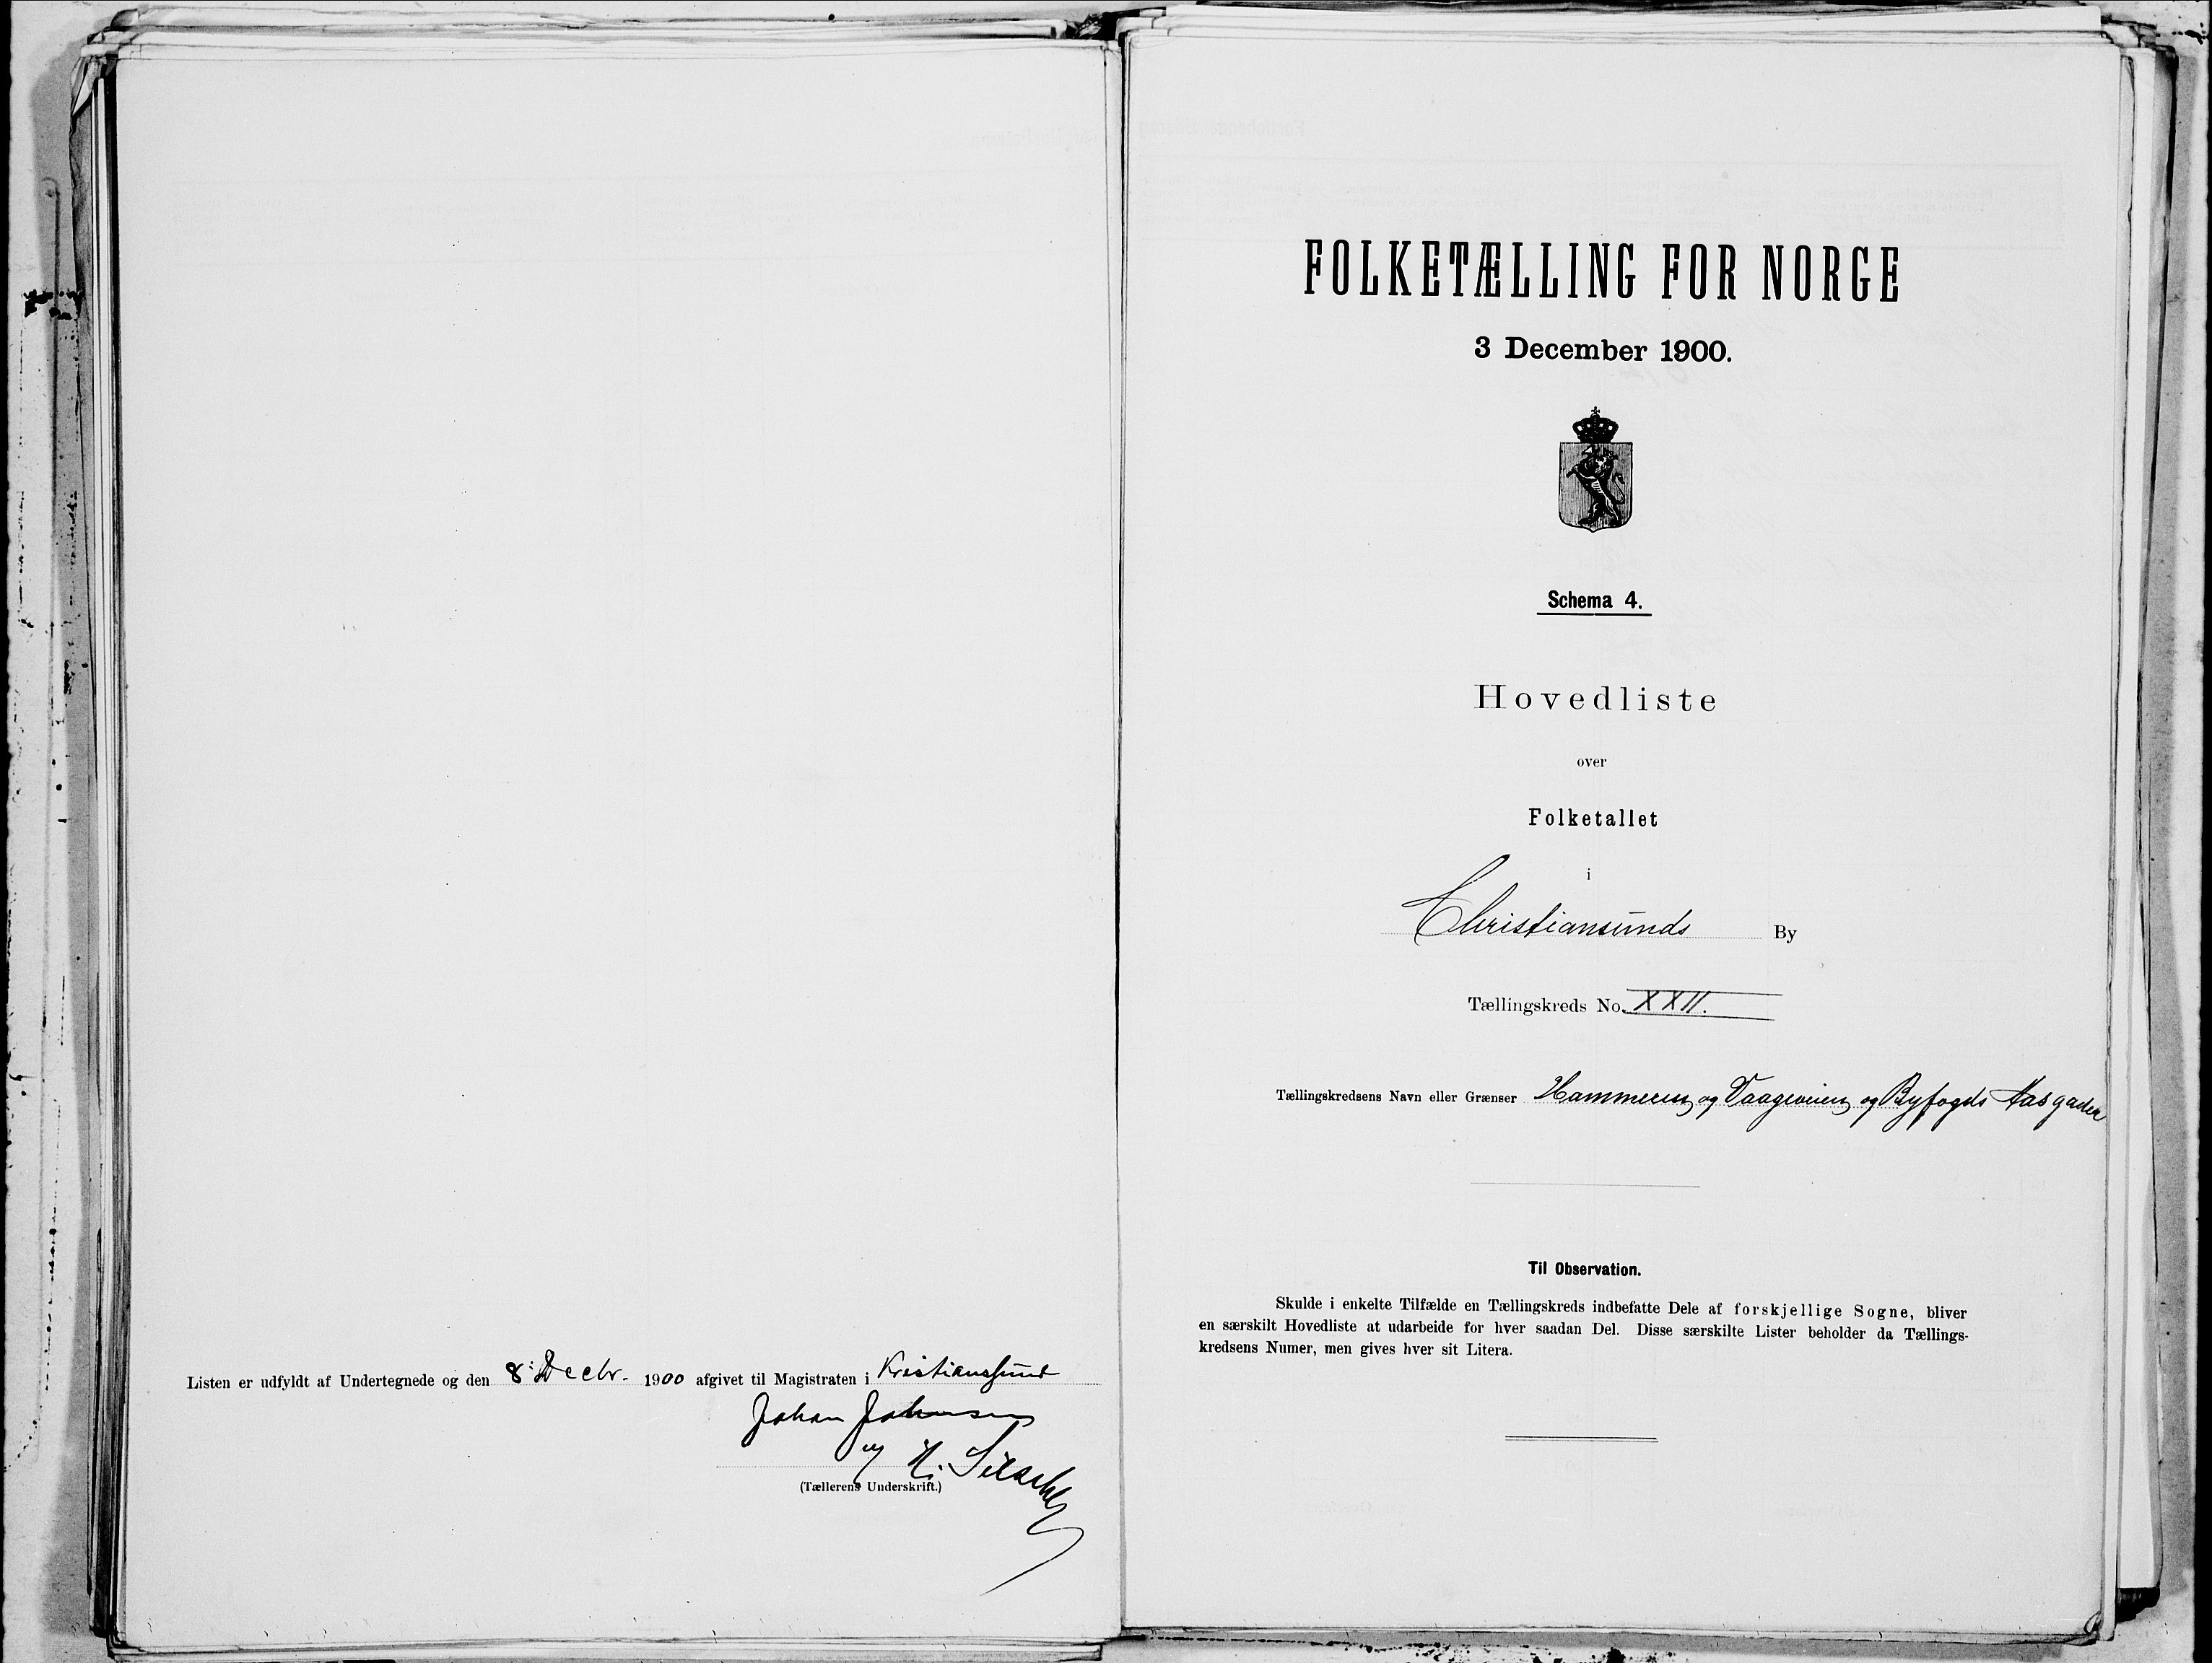 Listen er udfyldt af Undertegnede og den 8: Decbr. 1900 afgivet til Magistraten i Kristianssund
Johan Johnsen
og H.
(Tællerens Underskrift.)
FOLKETÆLLING FOR NORGE
3 December 1900.
Schema 4.
Hovedliste
over
Folketallet
i
Christiansunds By
Tællingskreds No. XXII.
Tællingskredsens Navn eller Grænser Hammeren og Vaageveien og Byfogds Aasgaden
Til Observation.
Skulde i enkelte Tilfælde en Tællingskreds indbefatte Dele af forskjellige Sogne, bliver
en særskilt Hovedliste at udarbeide for hver saadan Del. Disse særskilte Lister beholder da Tællings-
kredsens Numer, men gives hver sit Litera.